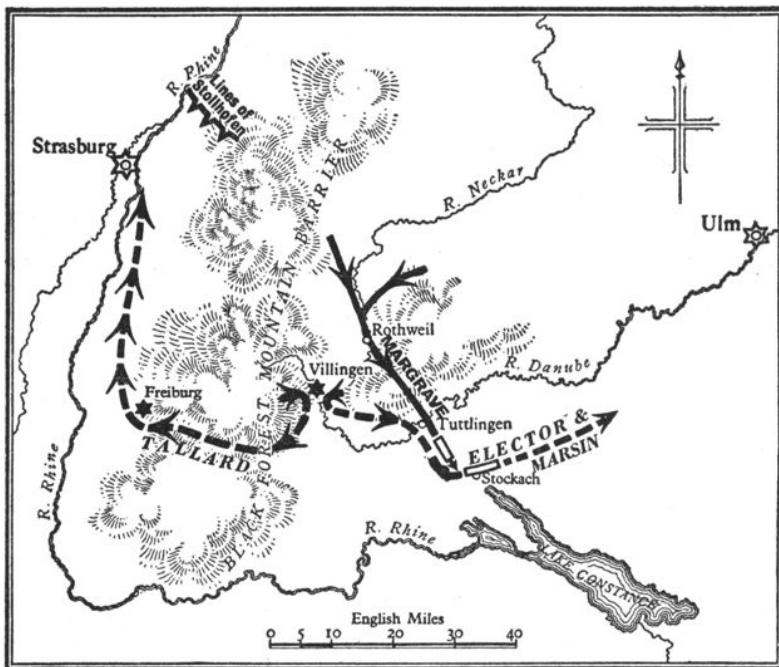 R. Rhine
Lines of
Stollhofen
Strasburg
R. Neckar
Ulm
BLACK FOREST MOUNTAIN BARRIER
Rothweil
MARGRAVE
R. Danube
Villingen
Freiburg
TALLARD
Tuttlingen
ELECTOR &
MARSIN
Stockach
R. Rhine
R. Rhine
LAKE CONSTANCE
English Miles
0 5 10 20 30 40